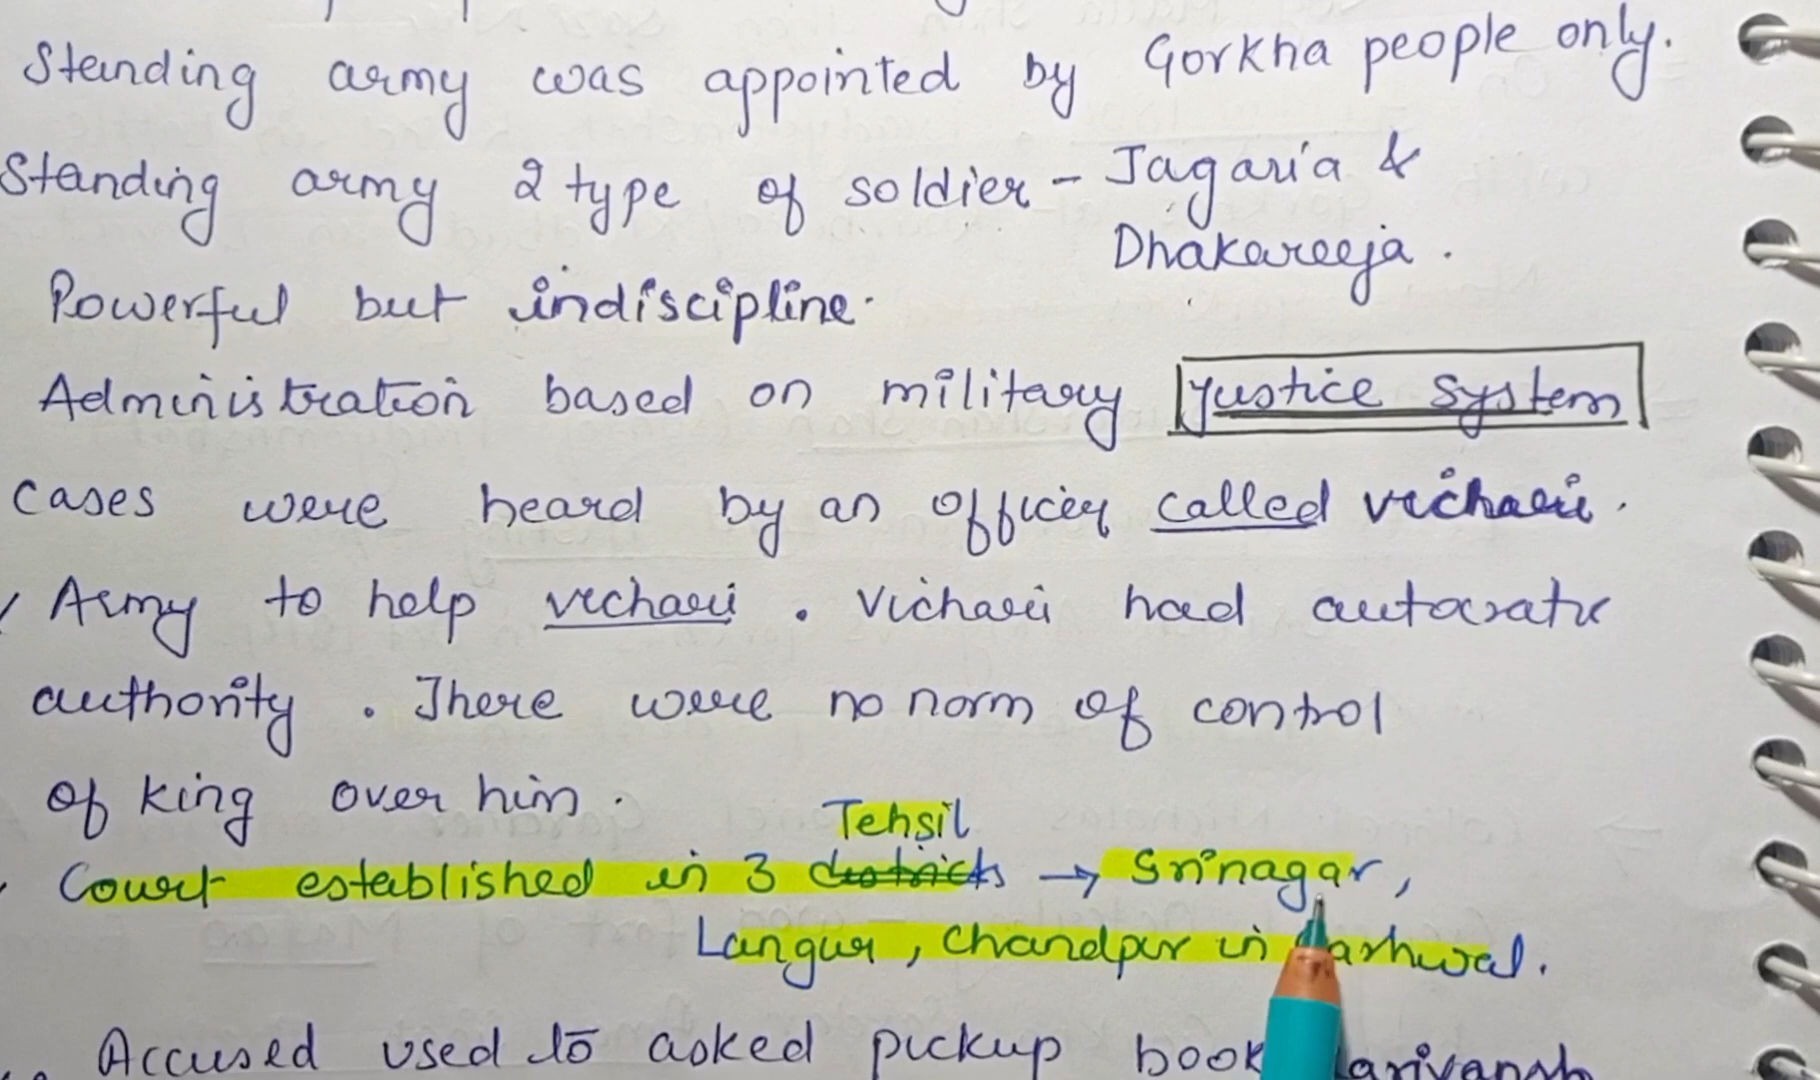 Standing army was appointed by Gorkha people only.
Standing army 2 type of soldier - Jagaria &
Dhakareeja.
Powerful but indiscipline.
Administration based on military justice system
Cases were heard by an officer called vichari.
Army to help vichari. Vichari had autocratic
authority. There were no norm of control
of king over him.
Tehsil
Court established in 3 districts → Srinagar,
Langur, Chandpur in Garhwal.
Accused used to asked pickup book